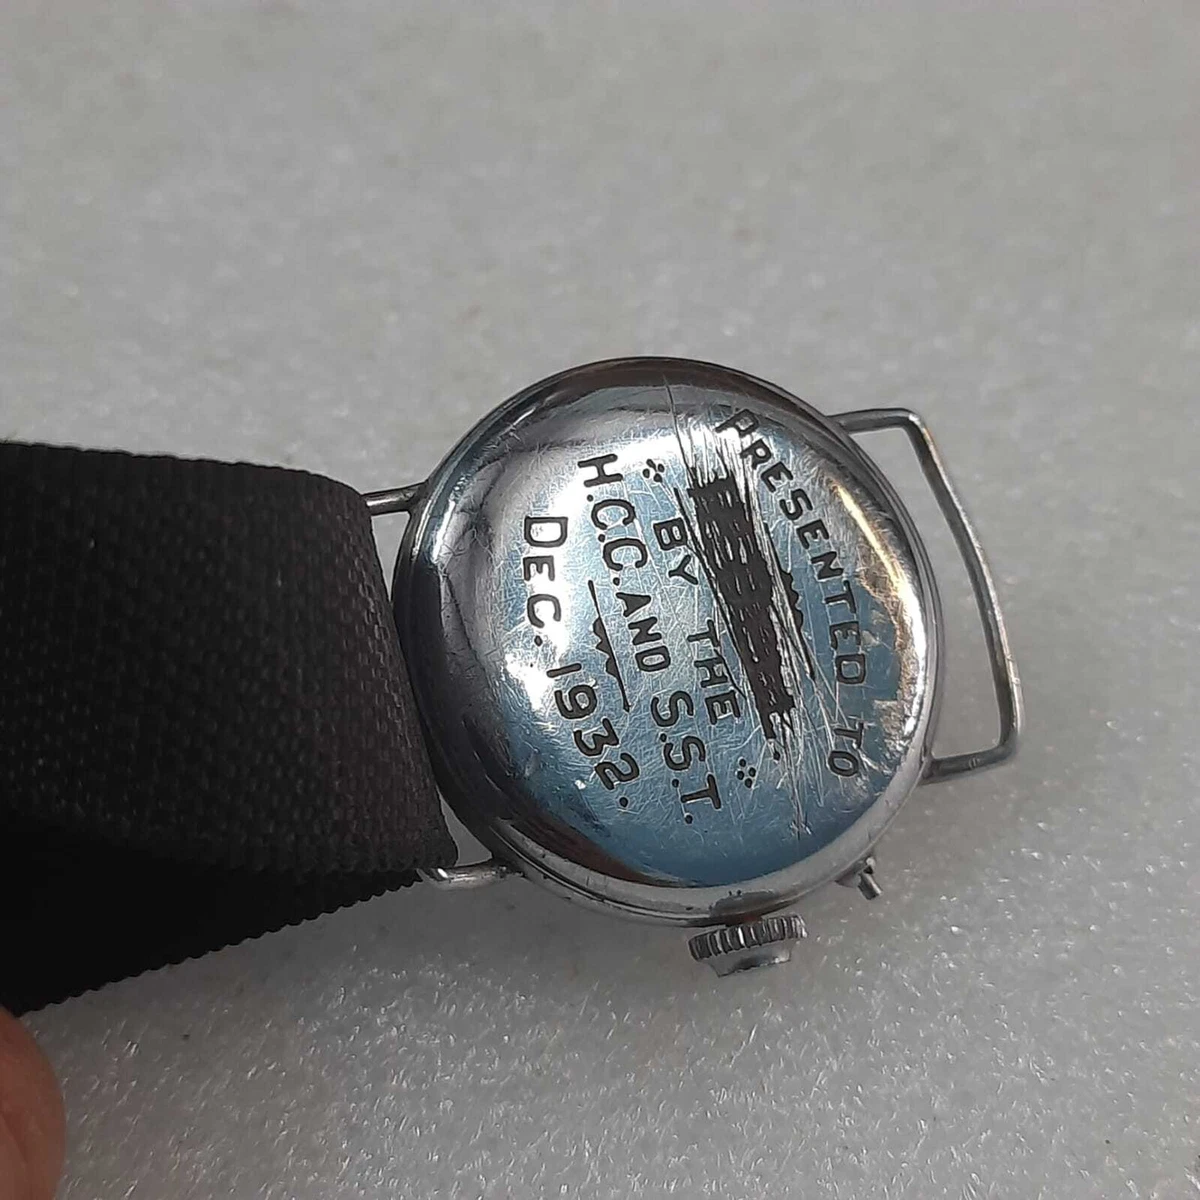 PRESENTED TO
BY THE
H.C.C. AND S.S.T.
DEC. 1932.